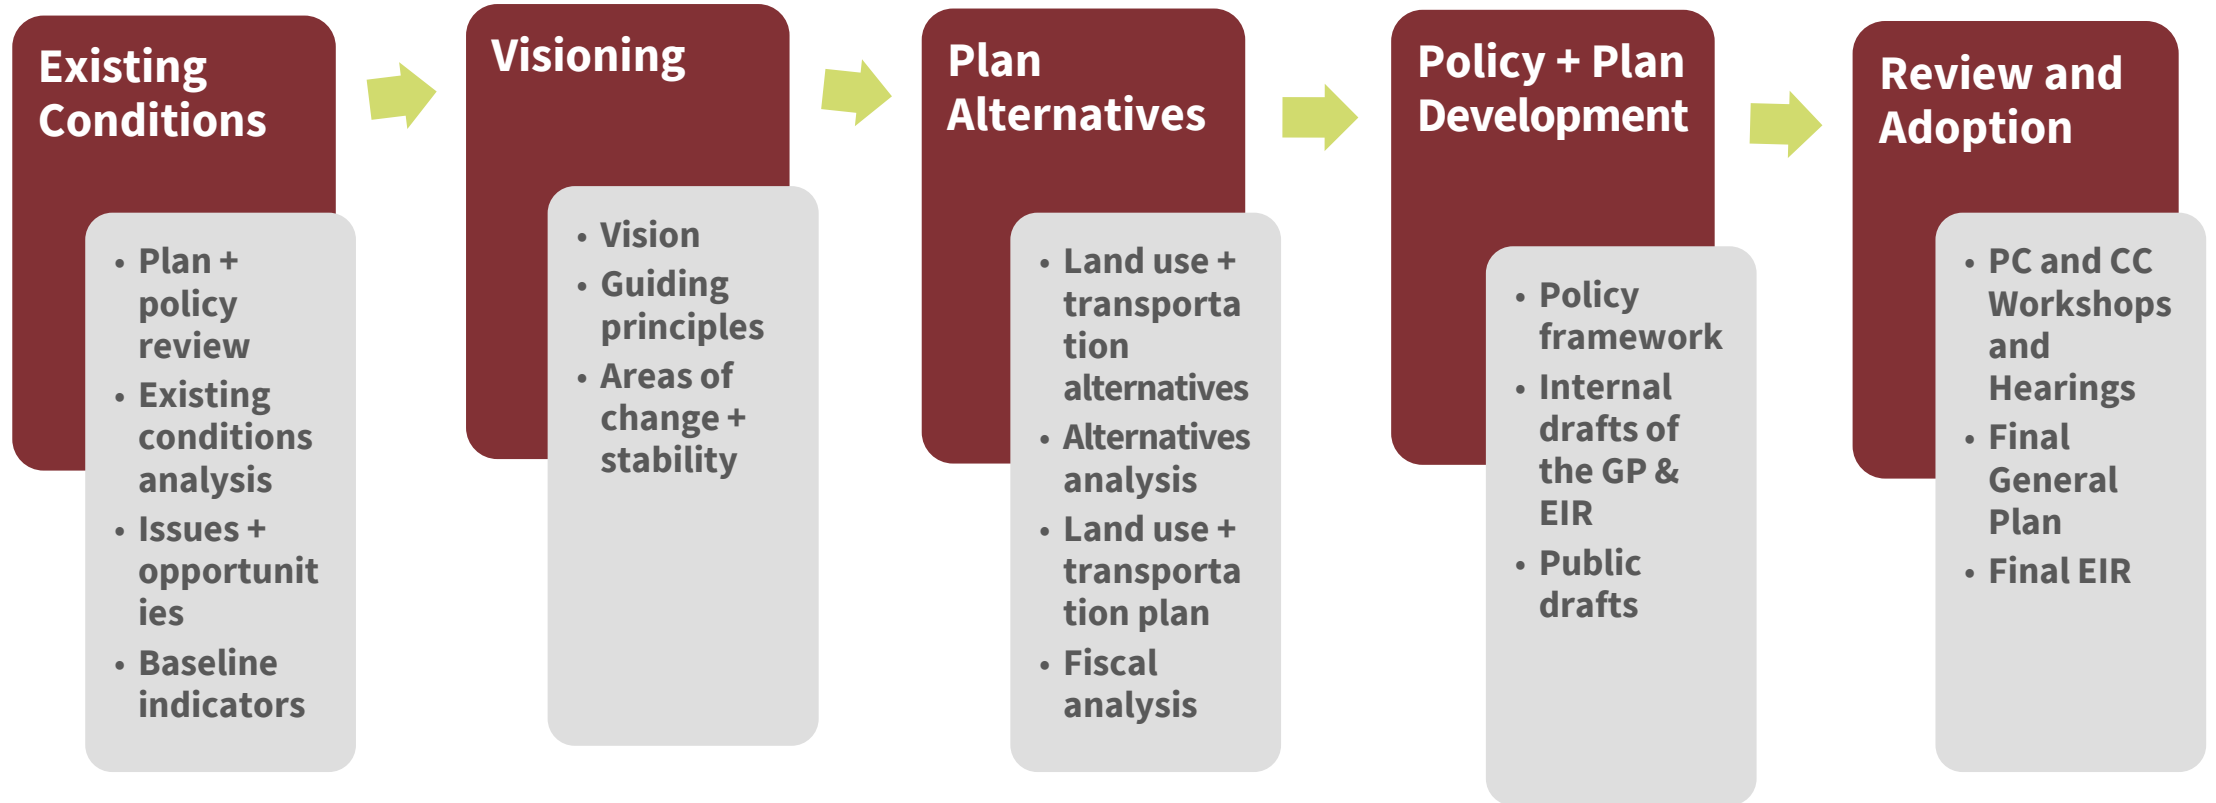 Existing
Conditions
• Plan +
policy
review
• Existing
conditions
analysis
• Issues +
opportunit
ies
• Baseline
indicators
Visioning
• Vision
• Guiding
principles
• Areas of
change +
stability
Plan
Alternatives
• Land use +
transporta
tion
alternatives
• Alternatives
analysis
• Land use +
transporta
tion plan
• Fiscal
analysis
Policy + Plan
Development
• Policy
framework
• Internal
drafts of
the GP &
EIR
• Public
drafts
Review and
Adoption
• PC and CC
Workshops
and
Hearings
• Final
General
Plan
• Final EIR